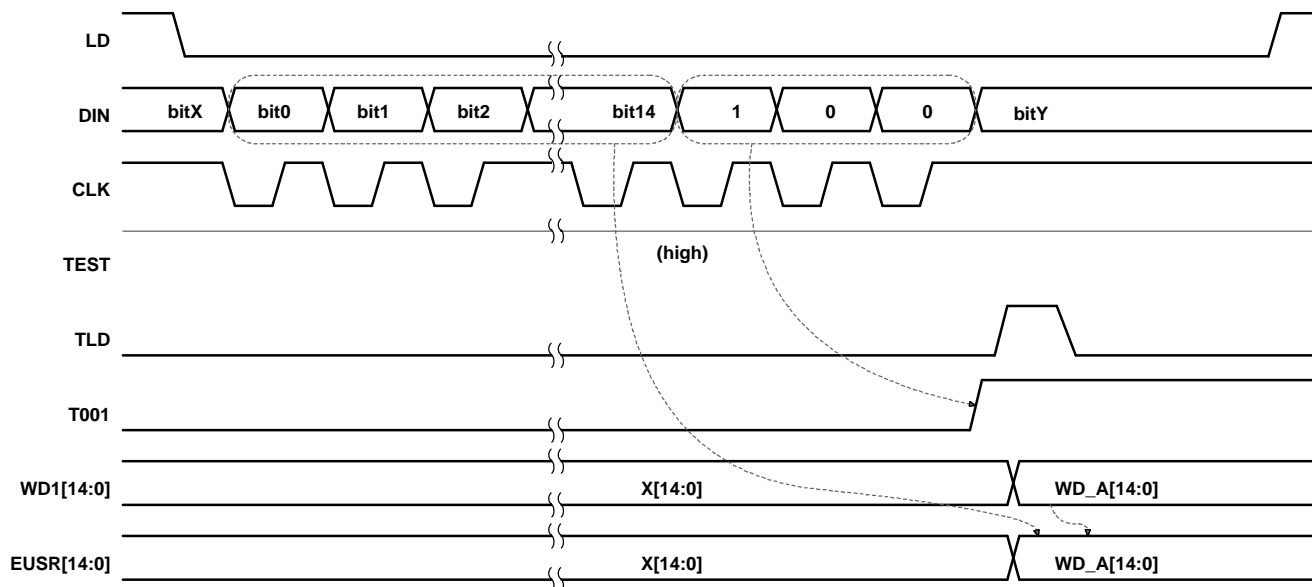 LD
DIN bitX bit0 bit1 bit2 bit14 1 0 0 bitY
CLK
(high)
TEST
TLD
T001
WD1[14:0] X[14:0] WD_A[14:0]
EUSR[14:0] X[14:0] WD_A[14:0]